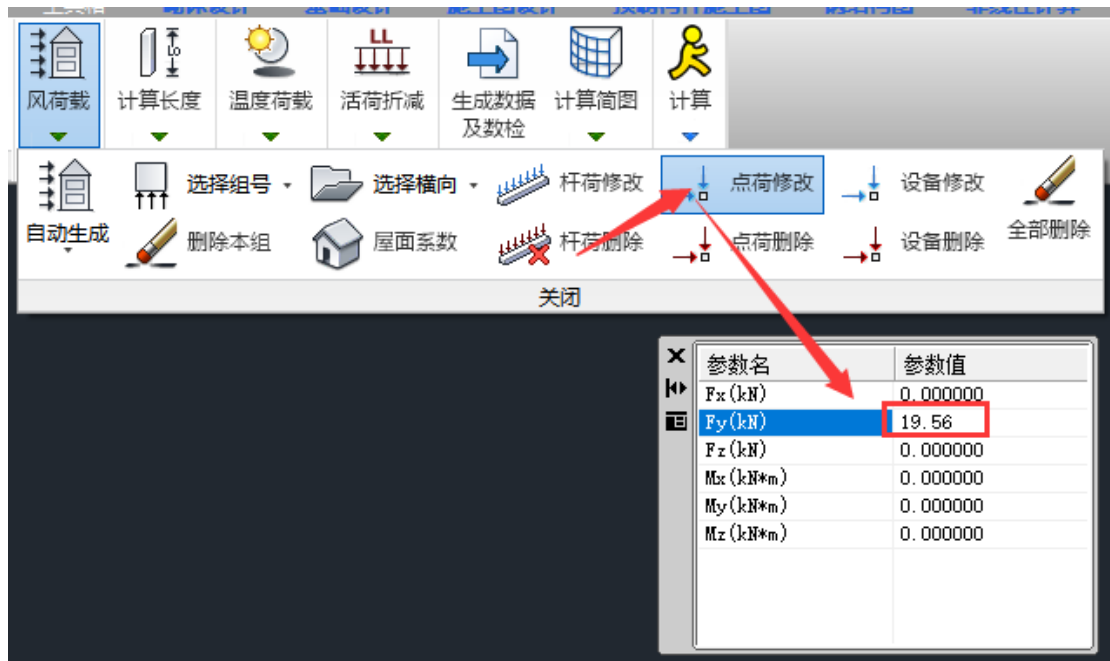 风荷载 计算长度 温度荷载 LL 活荷折减 生成数据 计算简图 计算
及数检
选择组号 选择横向 杆荷修改 点荷修改 设备修改
自动生成 全部删除
删除本组 屋面系数 杆荷删除 点荷删除 设备删除
关闭
参数名 参数值
Fx(kN) 0.000000
Fy(kN) 19.56
Fz(kN) 0.000000
Mx(kN*m) 0.000000
My(kN*m) 0.000000
Mz(kN*m) 0.000000